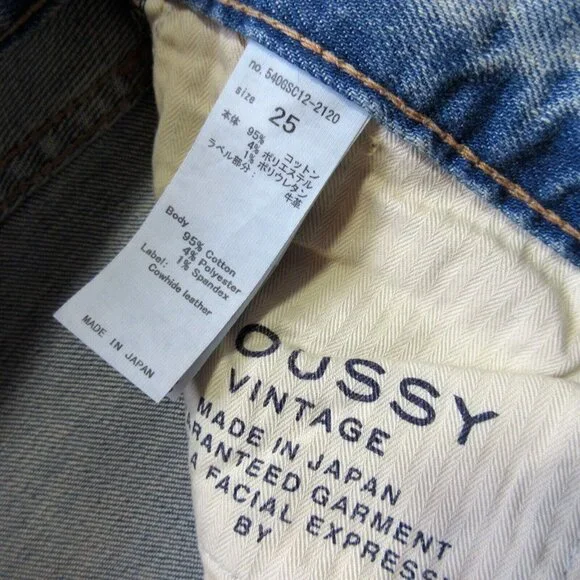 no. 540GSC12-2120
size 25
本体 95% コットン
4% ポリエステル
1% ポリウレタン
ラベル部分: 牛革
Body
95% Cotton
4% Polyester
1% Spandex
Label:
Cowhide leather
MADE IN JAPAN
OUSSY
VINTAGE
MADE IN JAPAN
GARANTEED GARMENT
A FACIAL EXPRESS
BY